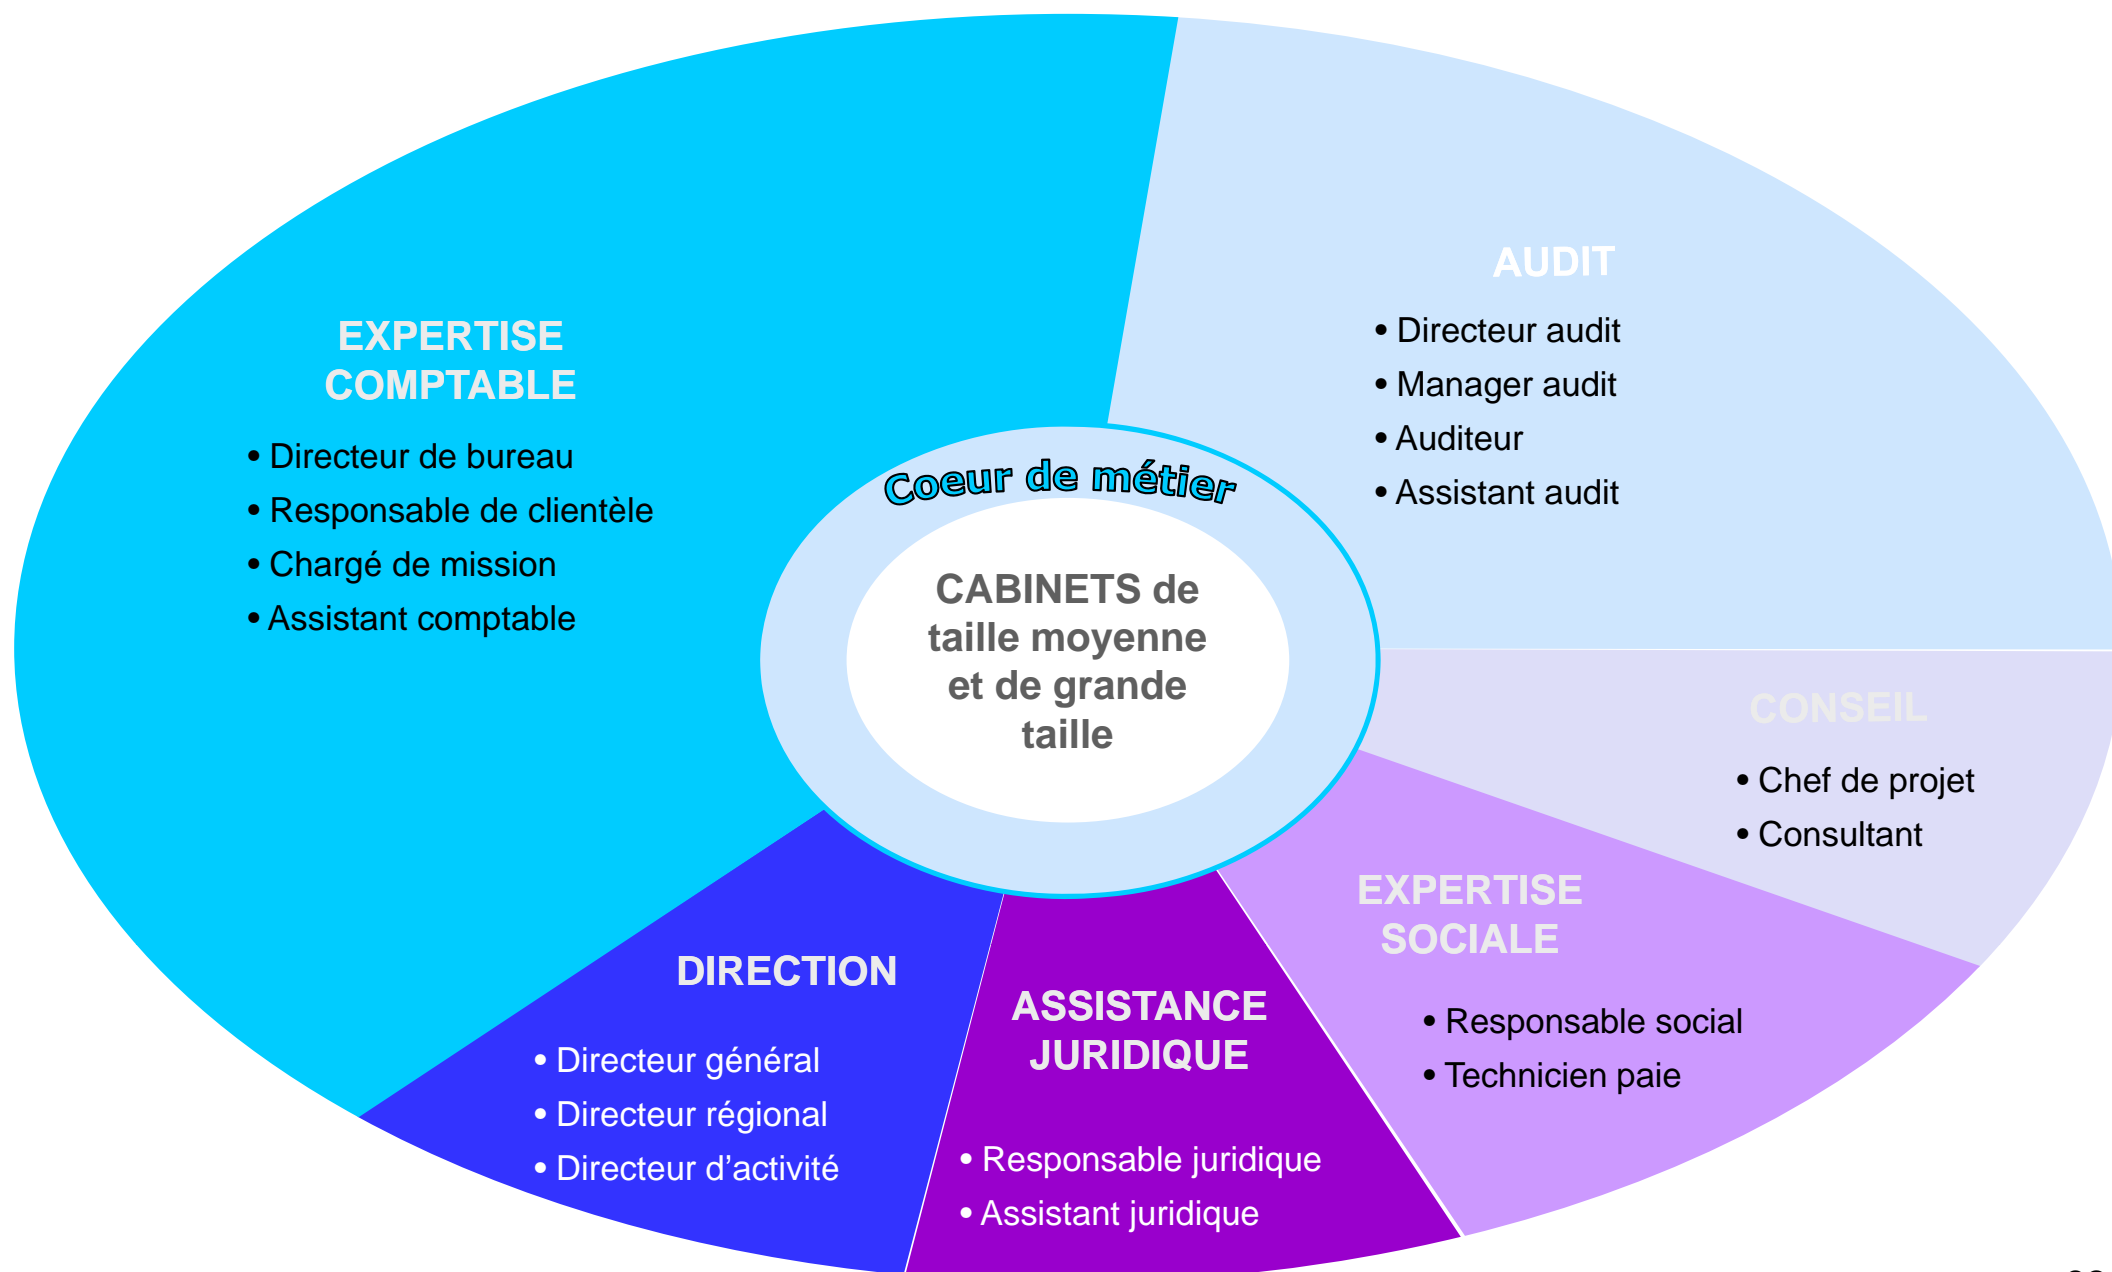 AUDIT
• Directeur audit
• Manager audit
• Auditeur
• Assistant audit
EXPERTISE
COMPTABLE
• Directeur de bureau
• Responsable de clientèle
• Chargé de mission
• Assistant comptable
Coeur de métier
CABINETS de
taille moyenne
et de grande
taille
CONSEIL
• Chef de projet
• Consultant
EXPERTISE
SOCIALE
• Responsable social
• Technicien paie
DIRECTION
• Directeur général
• Directeur régional
• Directeur d’activité
ASSISTANCE
JURIDIQUE
• Responsable juridique
• Assistant juridique